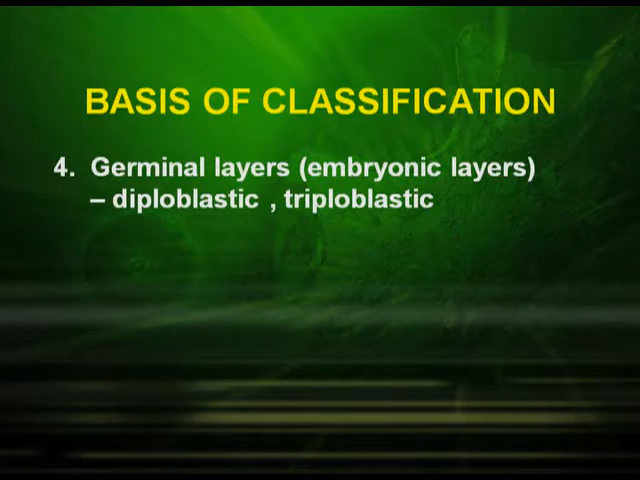 BASIS OF CLASSIFICATION
4. Germinal layers (embryonic layers)
– diploblastic , triploblastic